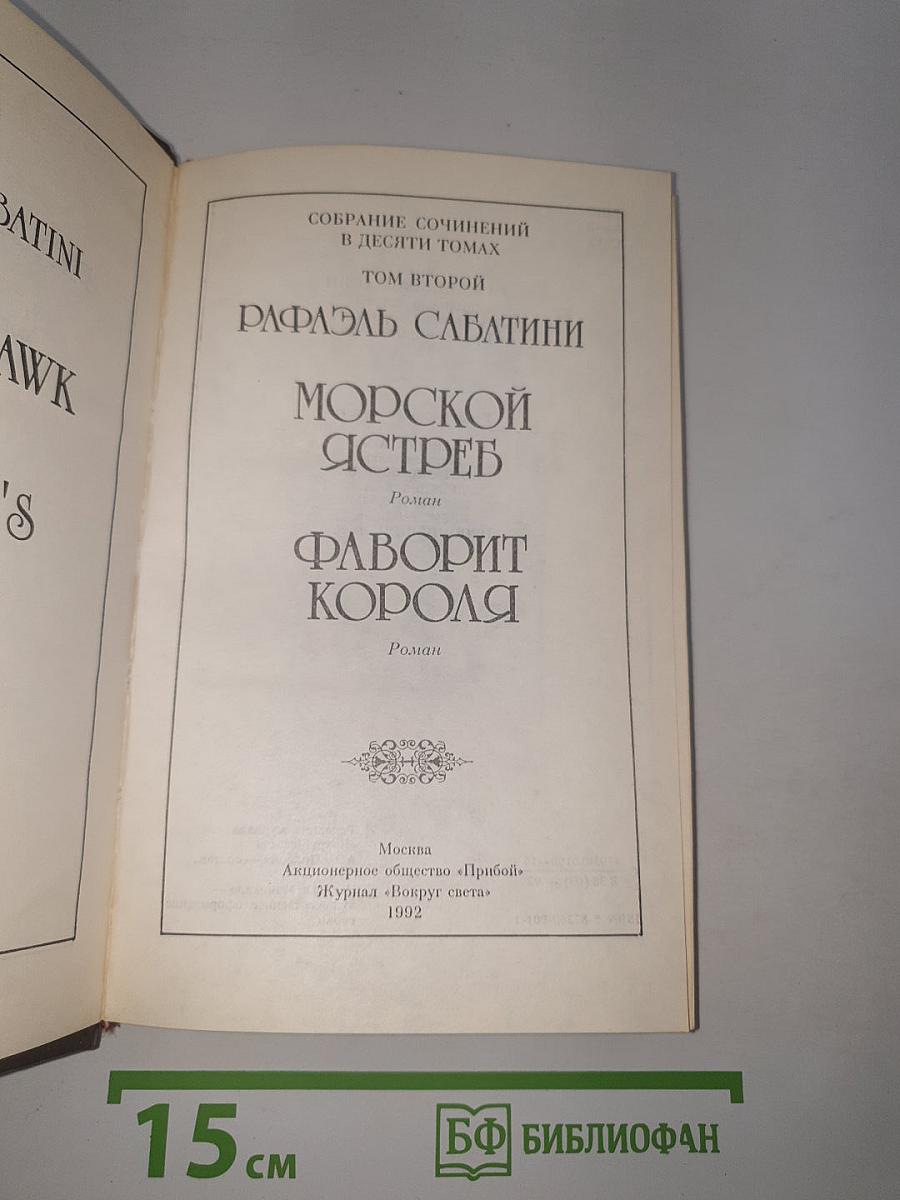 BATINI
AWK
'S
СОБРАНИЕ СОЧИНЕНИЙ
В ДЕСЯТИ ТОМАХ
ТОМ ВТОРОЙ
РАФАЭЛЬ САБАТИНИ
МОРСКОЙ
ЯСТРЕБ
Роман
ФАВОРИТ
КОРОЛЯ
Роман
Москва
Акционерное общество «Прибой»
Журнал «Вокруг света»
1992
15 см
БФ БИБЛИОФАН